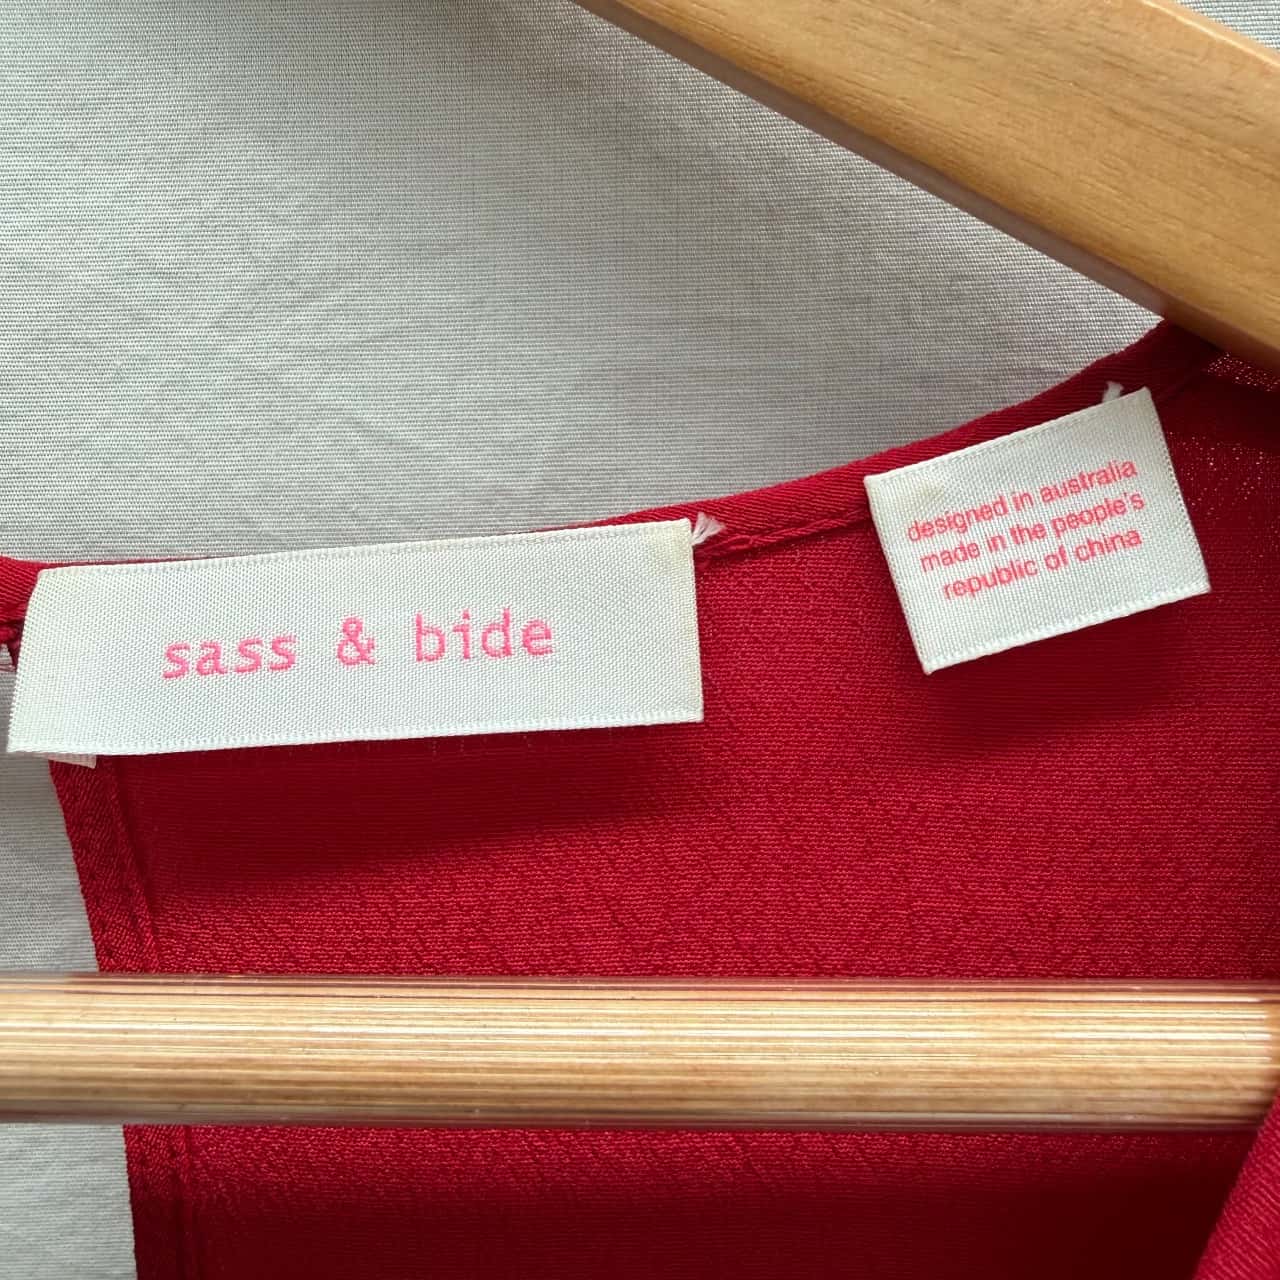 sass & bide
designed in australia
made in the people's
republic of china